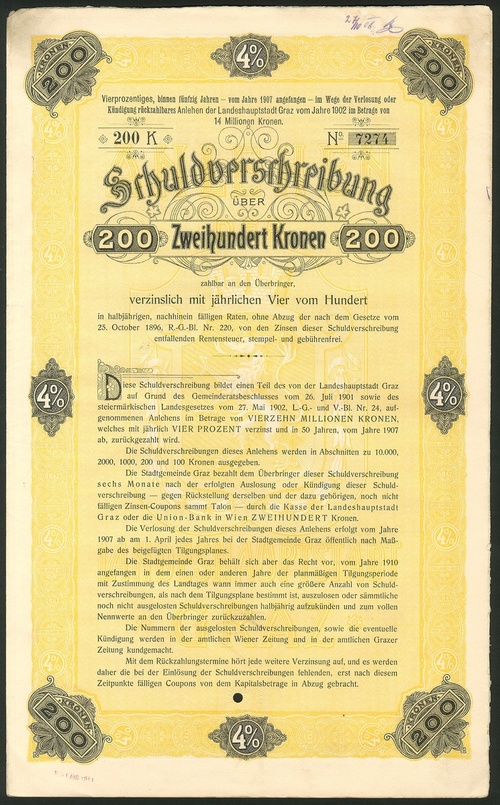 KRONEN 200
4%
KRONEN 200
Vierprozentiges, binnen fünfzig Jahren — vom Jahre 1907 angefangen — im Wege der Verlosung oder
Kündigung rückzahlbares Anlehen der Landeshauptstadt Graz vom Jahre 1902 im Betrage von
14 Millionen Kronen.
200 K
No. 7274
Schuldverschreibung
ÜBER
200 Zweihundert Kronen 200
zahlbar an den Überbringer,
verzinslich mit jährlichen Vier vom Hundert
in halbjährigen, nachhinein fälligen Raten, ohne Abzug der nach dem Gesetze vom
25. October 1896, R.-G.-Bl. Nr. 220, von den Zinsen dieser Schuldverschreibung
entfallenden Rentensteuer, stempel- und gebührenfrei.
Diese Schuldverschreibung bildet einen Teil des von der Landeshauptstadt Graz
auf Grund des Gemeinderatsbeschlusses vom 26. Juli 1901 sowie des
steiermärkischen Landesgesetzes vom 27. Mai 1902, L.-G.- und V.-Bl. Nr. 24, auf-
genommenen Anlehens im Betrage von VIERZEHN MILLIONEN KRONEN,
welches mit jährlich VIER PROZENT verzinst und in 50 Jahren, vom Jahre 1907
ab, zurückgezahlt wird.
4%
4%
Die Schuldverschreibungen dieses Anlehens werden in Abschnitten zu 10.000,
2000, 1000, 200 und 100 Kronen ausgegeben.
Die Stadtgemeinde Graz bezahlt dem Überbringer dieser Schuldverschreibung
sechs Monate nach der erfolgten Auslosung oder Kündigung dieser Schuld-
verschreibung — gegen Rückstellung derselben und der dazu gehörigen, noch nicht
fälligen Zinsen-Coupons sammt Talon — durch die Kasse der Landeshauptstadt
Graz oder die Union-Bank in Wien ZWEIHUNDERT Kronen.
Die Verlosung der Schuldverschreibungen dieses Anlehens erfolgt vom Jahre
1907 ab am 1. April jedes Jahres bei der Stadtgemeinde Graz öffentlich nach Maß-
gabe des beigefügten Tilgungsplanes.
Die Stadtgemeinde Graz behält sich aber das Recht vor, vom Jahre 1910
angefangen in dem einen oder anderen Jahre der planmäßigen Tilgungsperiode
mit Zustimmung des Landtages wann immer auch eine größere Anzahl von Schuld-
verschreibungen, als nach dem Tilgungsplane bestimmt ist, auszulosen oder sämtliche
noch nicht ausgelosten Schuldverschreibungen halbjährig aufzukünden und zum vollen
Nennwerte an den Überbringer zurückzuzahlen.
Die Nummern der ausgelosten Schuldverschreibungen, sowie die eventuelle
Kündigung werden in der amtlichen Wiener Zeitung und in der amtlichen Grazer
Zeitung kundgemacht.
Mit dem Rückzahlungstermine hört jede weitere Verzinsung auf, und es werden
daher die bei der Einlösung der Schuldverschreibungen fehlenden, erst nach diesem
Zeitpunkte fälligen Coupons von dem Kapitalsbetrage in Abzug gebracht.
KRONEN 200
4%
KRONEN 200